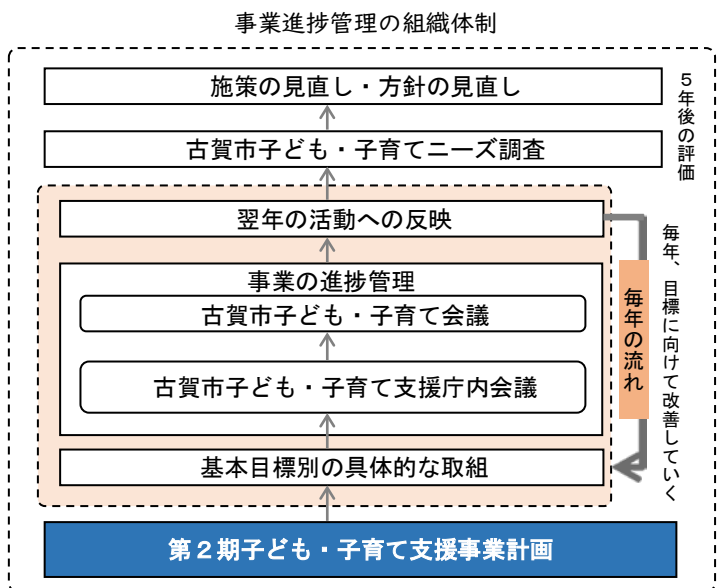 事業進捗管理の組織体制
施策の見直し・方針の見直し
古賀市子ども・子育てニーズ調査
5年後の評価
翌年の活動への反映
事業の進捗管理
古賀市子ども・子育て会議
古賀市子ども・子育て支援庁内会議
基本目標別の具体的な取組
毎年の流れ
毎年、目標に向けて改善していく
第2期子ども・子育て支援事業計画